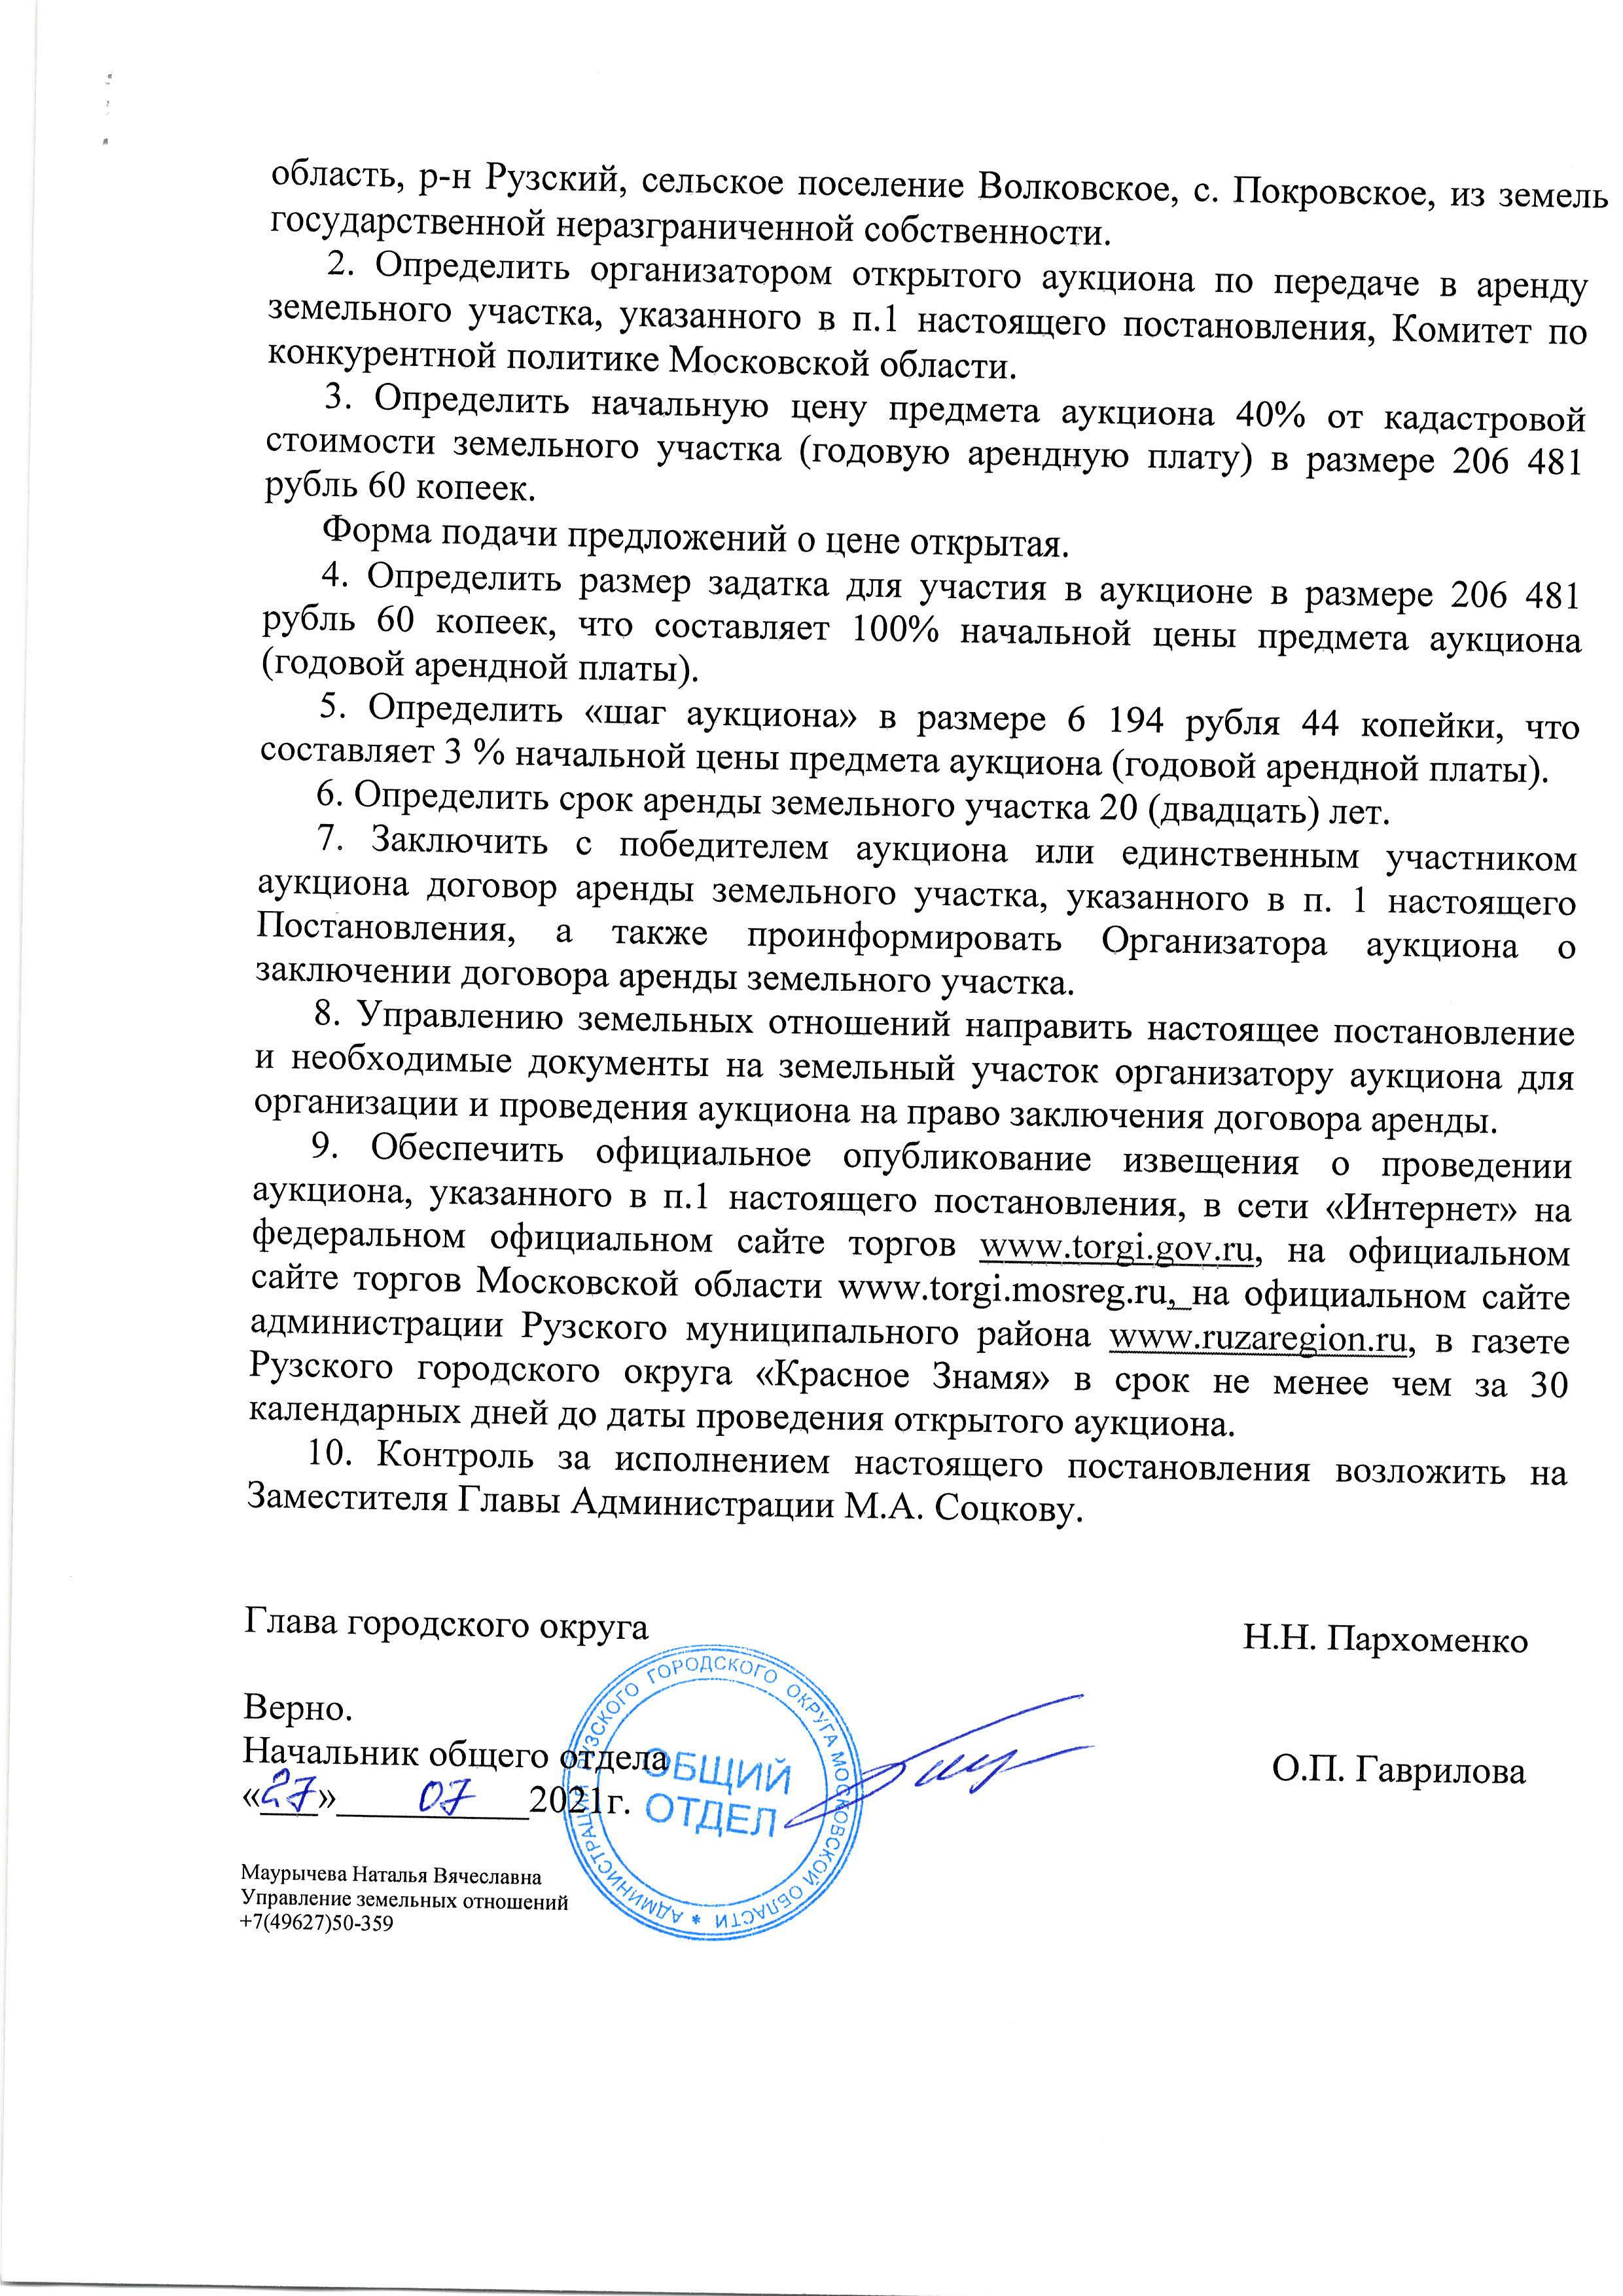 область, р-н Рузский, сельское поселение Волковское, с. Покровское, из земель
государственной неразграниченной собственности.
2. Определить организатором открытого аукциона по передаче в аренду
земельного участка, указанного в п.1 настоящего постановления, Комитет по
конкурентной политике Московской области.
3. Определить начальную цену предмета аукциона 40% от кадастровой
стоимости земельного участка (годовую арендную плату) в размере 206 481
рубль 60 копеек.
Форма подачи предложений о цене открытая.
4. Определить размер задатка для участия в аукционе в размере 206 481
рубль 60 копеек, что составляет 100% начальной цены предмета аукциона
(годовой арендной платы).
5. Определить «шаг аукциона» в размере 6 194 рубля 44 копейки, что
составляет 3 % начальной цены предмета аукциона (годовой арендной платы).
6. Определить срок аренды земельного участка 20 (двадцать) лет.
7. Заключить с победителем аукциона или единственным участником
аукциона договор аренды земельного участка, указанного в п. 1 настоящего
Постановления, а также проинформировать Организатора аукциона о
заключении договора аренды земельного участка.
8. Управлению земельных отношений направить настоящее постановление
и необходимые документы на земельный участок организатору аукциона для
организации и проведения аукциона на право заключения договора аренды.
9. Обеспечить официальное опубликование извещения о проведении
аукциона, указанного в п.1 настоящего постановления, в сети «Интернет» на
федеральном официальном сайте торгов www.torgi.gov.ru, на официальном
сайте торгов Московской области www.torgi.mosreg.ru, на официальном сайте
администрации Рузского муниципального района www.ruzaregion.ru, в газете
Рузского городского округа «Красное Знамя» в срок не менее чем за 30
календарных дней до даты проведения открытого аукциона.
10. Контроль за исполнением настоящего постановления возложить на
Заместителя Главы Администрации М.А. Соцкову.
Глава городского округа Н.Н. Пархоменко
Верно.
Начальник общего отдела О.П. Гаврилова
«27» 07 2021г.
АДМИНИСТРАЦИЯ РУЗСКОГО ГОРОДСКОГО ОКРУГА МОСКОВСКОЙ ОБЛАСТИ *
ОБЩИЙ
ОТДЕЛ
Маурычева Наталья Вячеславна
Управление земельных отношений
+7(49627)50-359